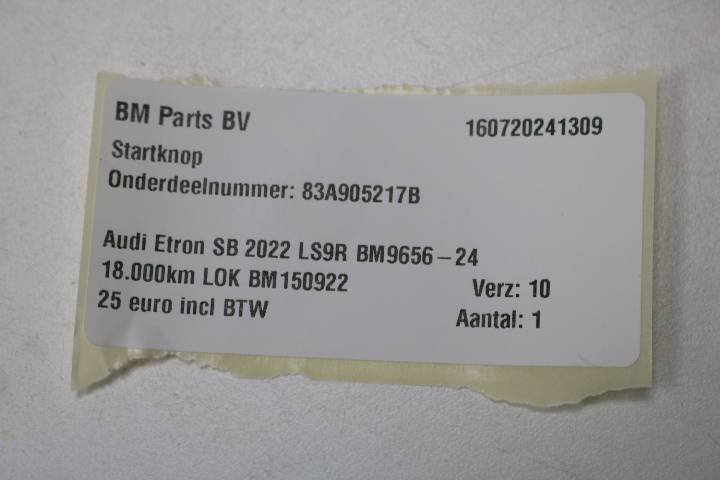 BM Parts BV 160720241309
Startknop
Onderdeelnummer: 83A905217B
Audi Etron SB 2022 LS9R BM9656-24
18.000km LOK BM150922 Verz: 10
25 euro incl BTW Aantal: 1